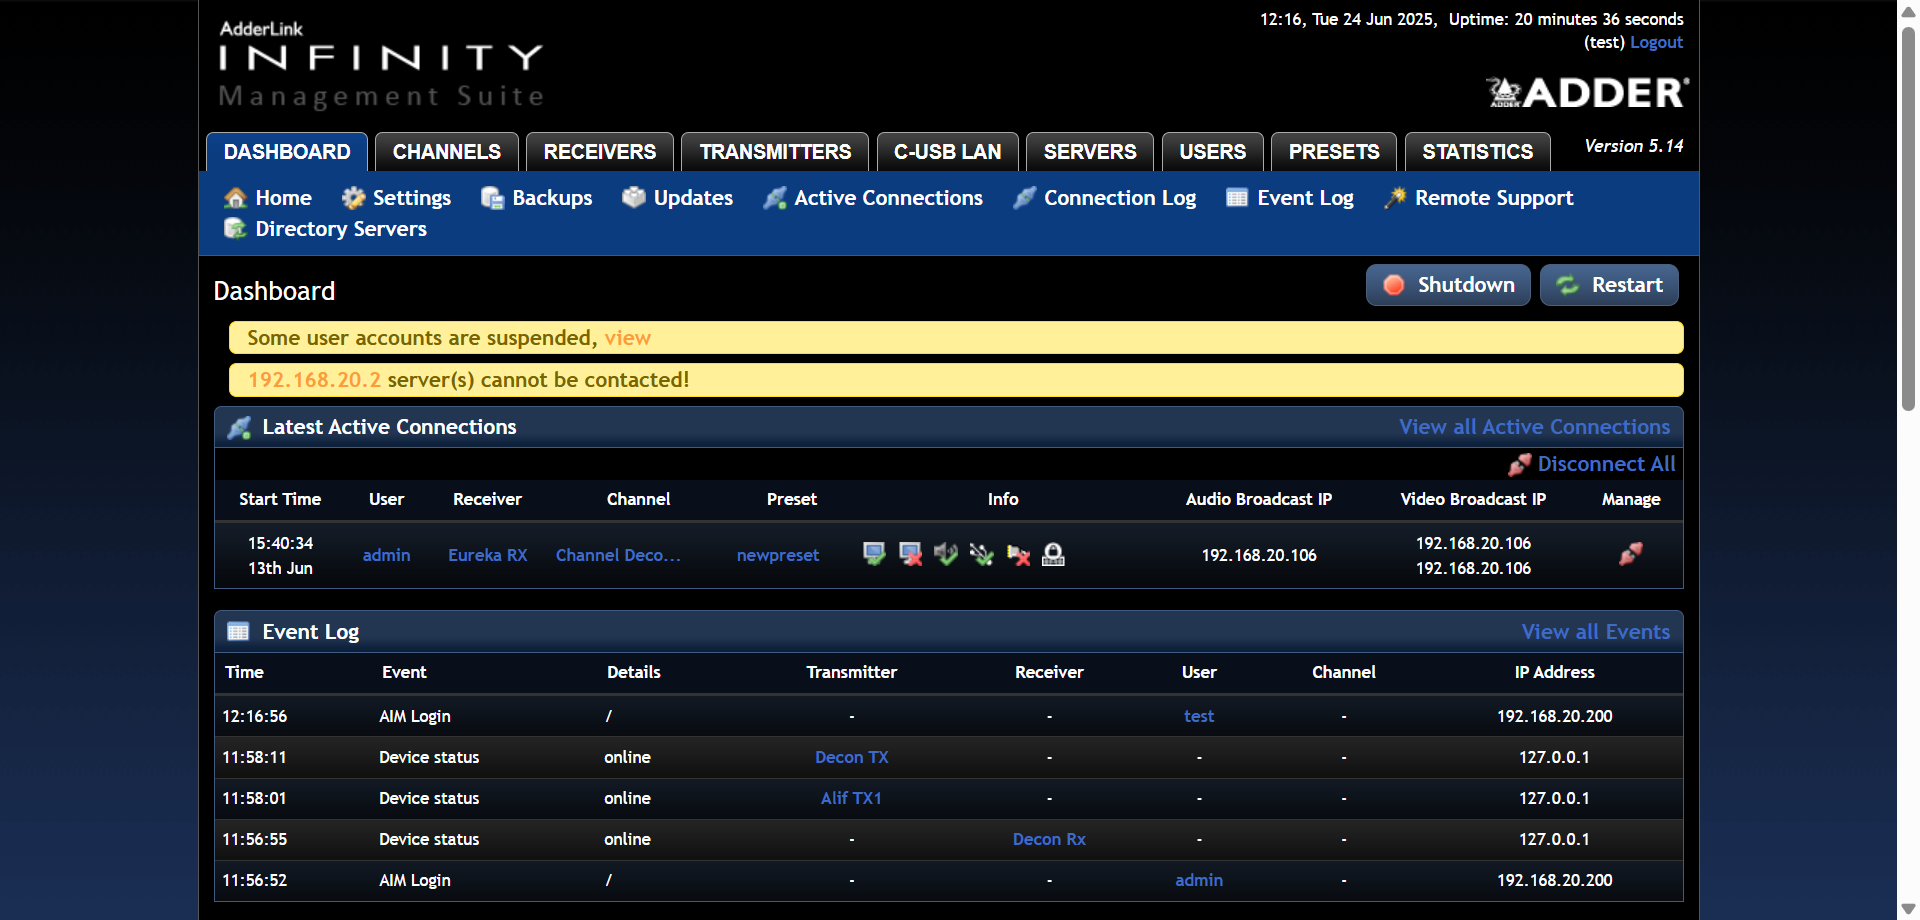 AdderLink
INFINITY
Management Suite
12:16, Tue 24 Jun 2025, Uptime: 20 minutes 36 seconds
(test) Logout
ADDER
ADDER®
DASHBOARD CHANNELS RECEIVERS TRANSMITTERS C-USB LAN SERVERS USERS PRESETS STATISTICS Version 5.14
Home Settings Backups Updates Active Connections Connection Log Event Log Remote Support
Directory Servers
Dashboard Shutdown Restart
Some user accounts are suspended, view
192.168.20.2 server(s) cannot be contacted!
Latest Active Connections View all Active Connections
Disconnect All
Start Time User Receiver Channel Preset Info Audio Broadcast IP Video Broadcast IP Manage
15:40:34 192.168.20.106
admin Eureka RX Channel Deco... newpreset 192.168.20.106
13th Jun 192.168.20.106
Event Log View all Events
Time Event Details Transmitter Receiver User Channel IP Address
12:16:56 AIM Login / - - test - 192.168.20.200
11:58:11 Device status online Decon TX - - - 127.0.0.1
11:58:01 Device status online Alif TX1 - - - 127.0.0.1
11:56:55 Device status online - Decon Rx - - 127.0.0.1
11:56:52 AIM Login / - - admin - 192.168.20.200